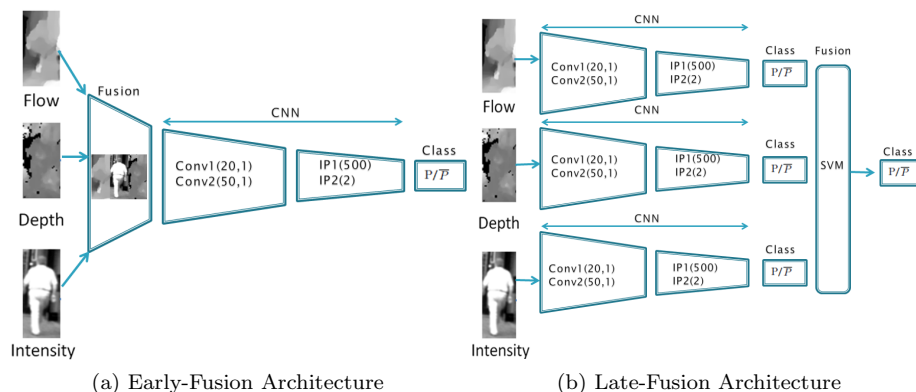 Flow
Depth
Intensity
Fusion
CNN
Conv1(20,1)
Conv2(50,1)
IP1(500)
IP2(2)
Class
P/P̅
(a) Early-Fusion Architecture
Flow
CNN
Conv1(20,1)
Conv2(50,1)
IP1(500)
IP2(2)
Class
P/P̅
Depth
CNN
Conv1(20,1)
Conv2(50,1)
IP1(500)
IP2(2)
Class
P/P̅
Intensity
CNN
Conv1(20,1)
Conv2(50,1)
IP1(500)
IP2(2)
Class
P/P̅
Fusion
SVM
Class
P/P̅
(b) Late-Fusion Architecture